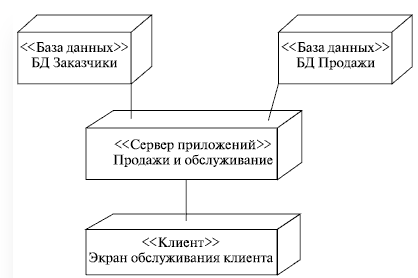 <<База данных>>
БД Заказчики
<<База данных>>
БД Продажи
<<Сервер приложений>>
Продажи и обслуживание
<<Клиент>>
Экран обслуживания клиента